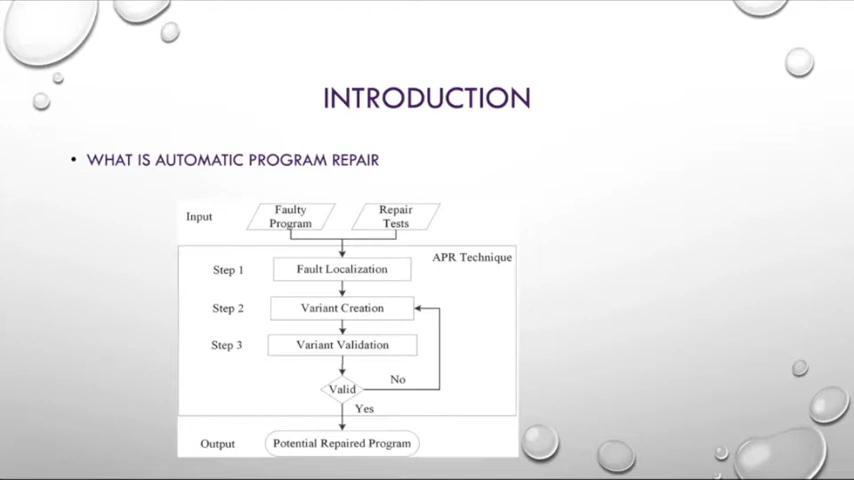 INTRODUCTION
• WHAT IS AUTOMATIC PROGRAM REPAIR
Input
Faulty
Program
Repair
Tests
APR Technique
Step 1
Fault Localization
Step 2
Variant Creation
Step 3
Variant Validation
Valid
No
Yes
Output
Potential Repaired Program